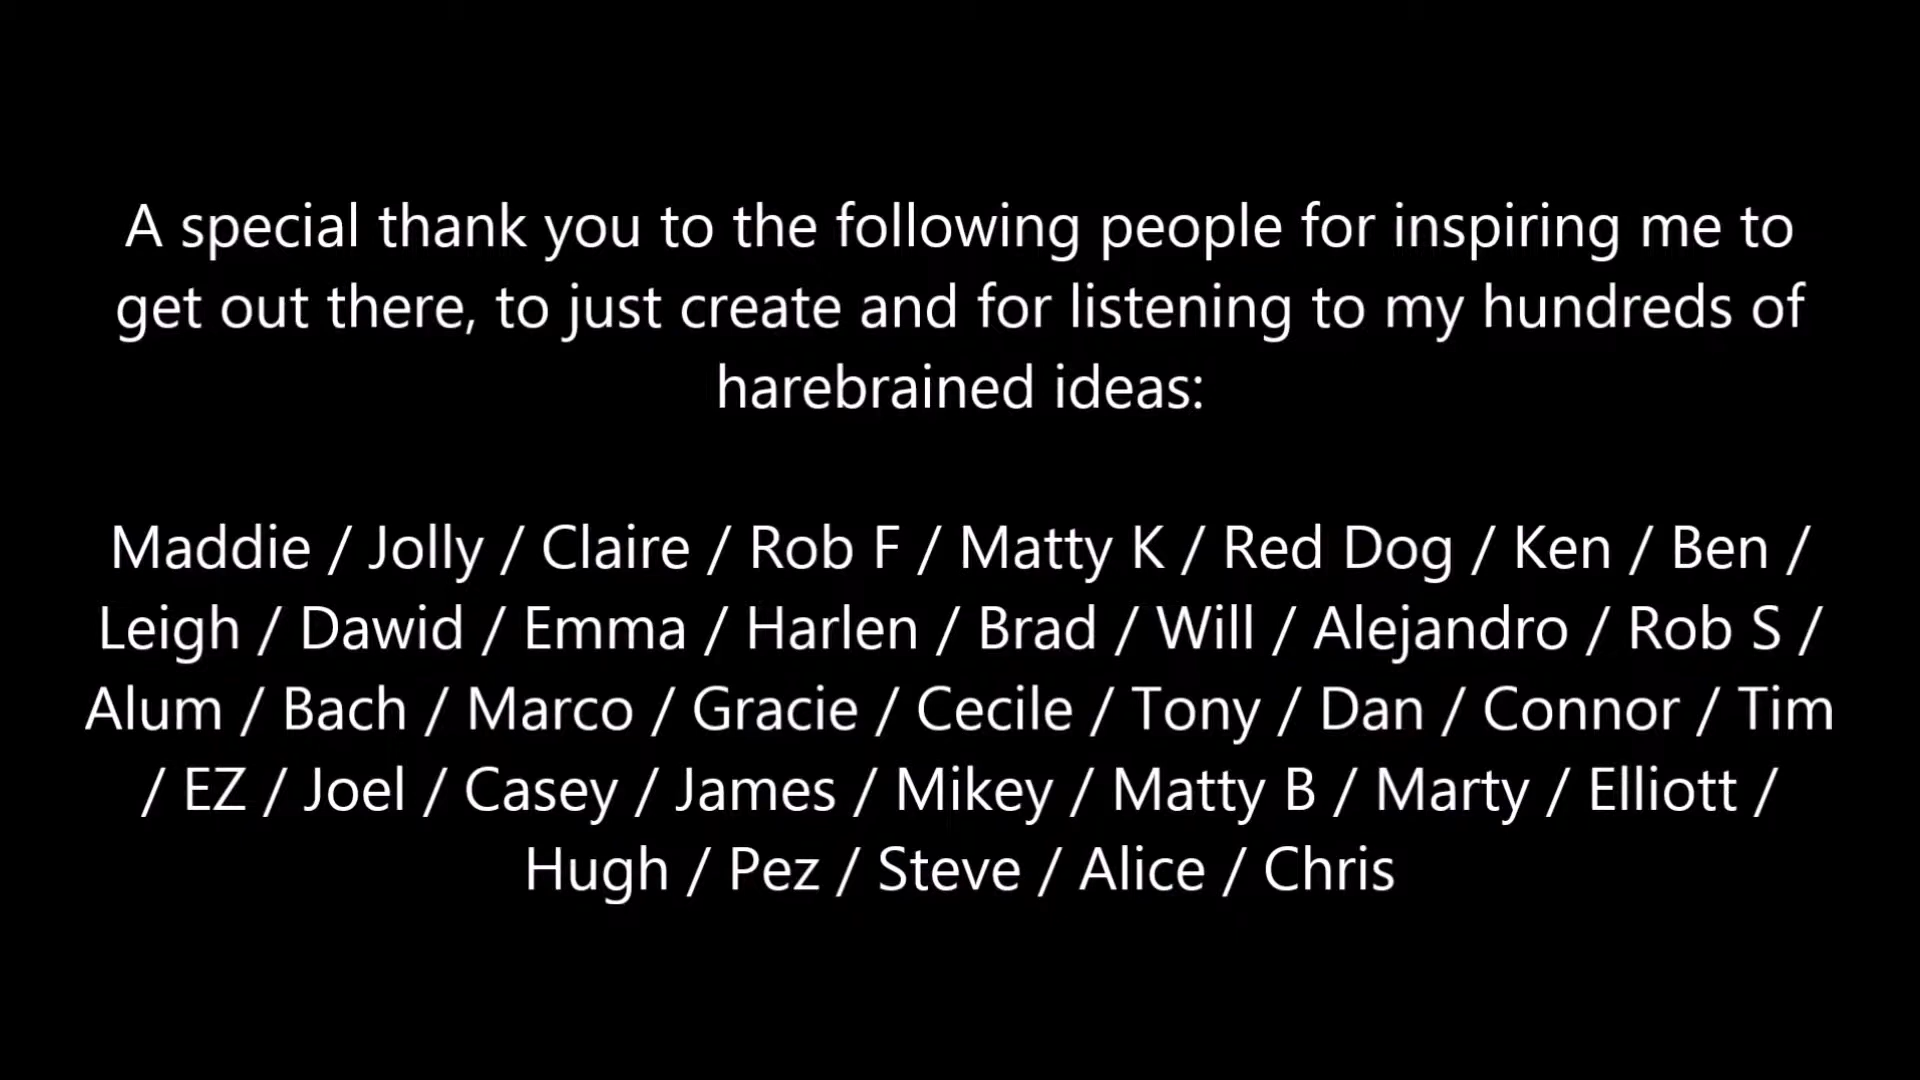 A special thank you to the following people for inspiring me to
get out there, to just create and for listening to my hundreds of
harebrained ideas:
Maddie / Jolly / Claire / Rob F / Matty K / Red Dog / Ken / Ben /
Leigh / Dawid / Emma / Harlen / Brad / Will / Alejandro / Rob S /
Alum / Bach / Marco / Gracie / Cecile / Tony / Dan / Connor / Tim
/ EZ / Joel / Casey / James / Mikey / Matty B / Marty / Elliott /
Hugh / Pez / Steve / Alice / Chris